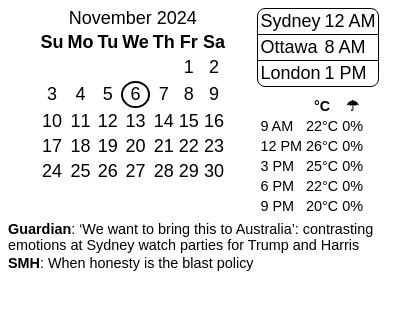 November 2024
Su Mo Tu We Th Fr Sa
1 2
3 4 5 6 7 8 9
10 11 12 13 14 15 16
17 18 19 20 21 22 23
24 25 26 27 28 29 30
Sydney 12 AM
Ottawa 8 AM
London 1 PM
°C ☂
9 AM 22°C 0%
12 PM 26°C 0%
3 PM 25°C 0%
6 PM 22°C 0%
9 PM 20°C 0%
Guardian: ‘We want to bring this to Australia’: contrasting
emotions at Sydney watch parties for Trump and Harris
SMH: When honesty is the blast policy